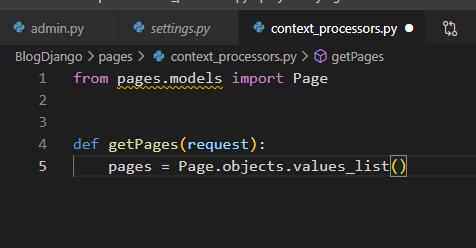 admin.py settings.py context_processors.py
BlogDjango > pages > context_processors.py > getPages
1 from pages.models import Page
2
3
4 def getPages(request):
5 pages = Page.objects.values_list()